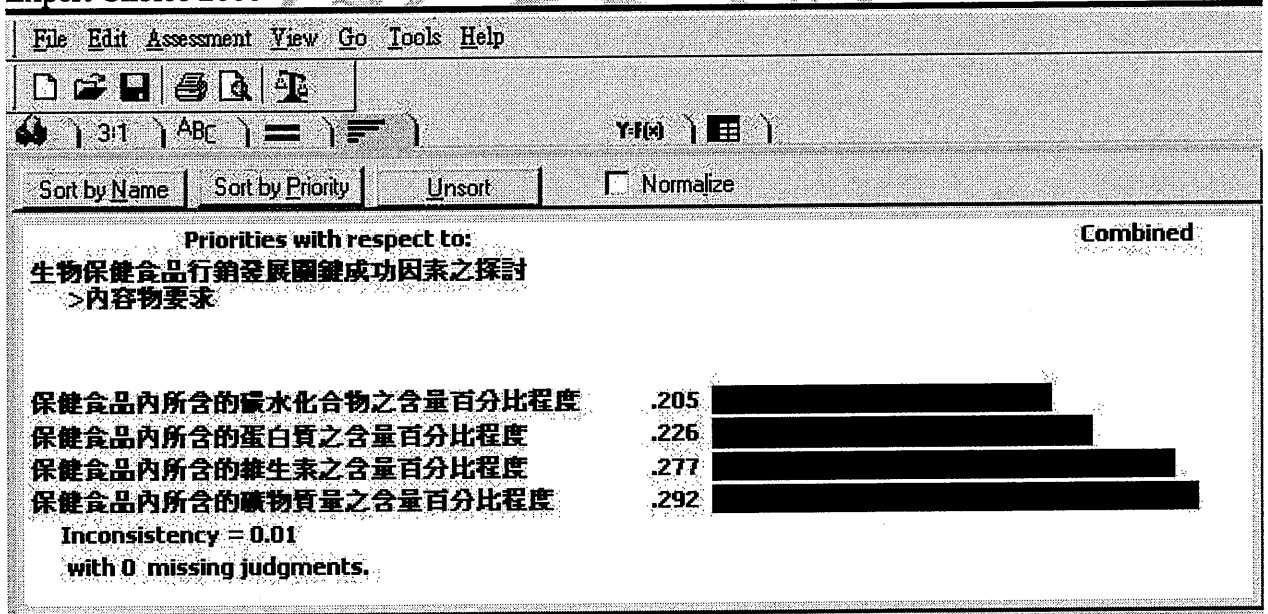 File Edit Assessment View Go Tools Help
3:1 ABC Y=F(x)
Sort by Name Sort by Priority Unsort Normalize
Priorities with respect to: Combined
生物保健食品行銷發展關鍵成功因素之探討
>內容物要求
保健食品內所含的碳水化合物之含量百分比程度 .205
保健食品內所含的蛋白質之含量百分比程度 .226
保健食品內所含的維生素之含量百分比程度 .277
保健食品內所含的礦物質量之含量百分比程度 .292
Inconsistency = 0.01
with 0 missing judgments.